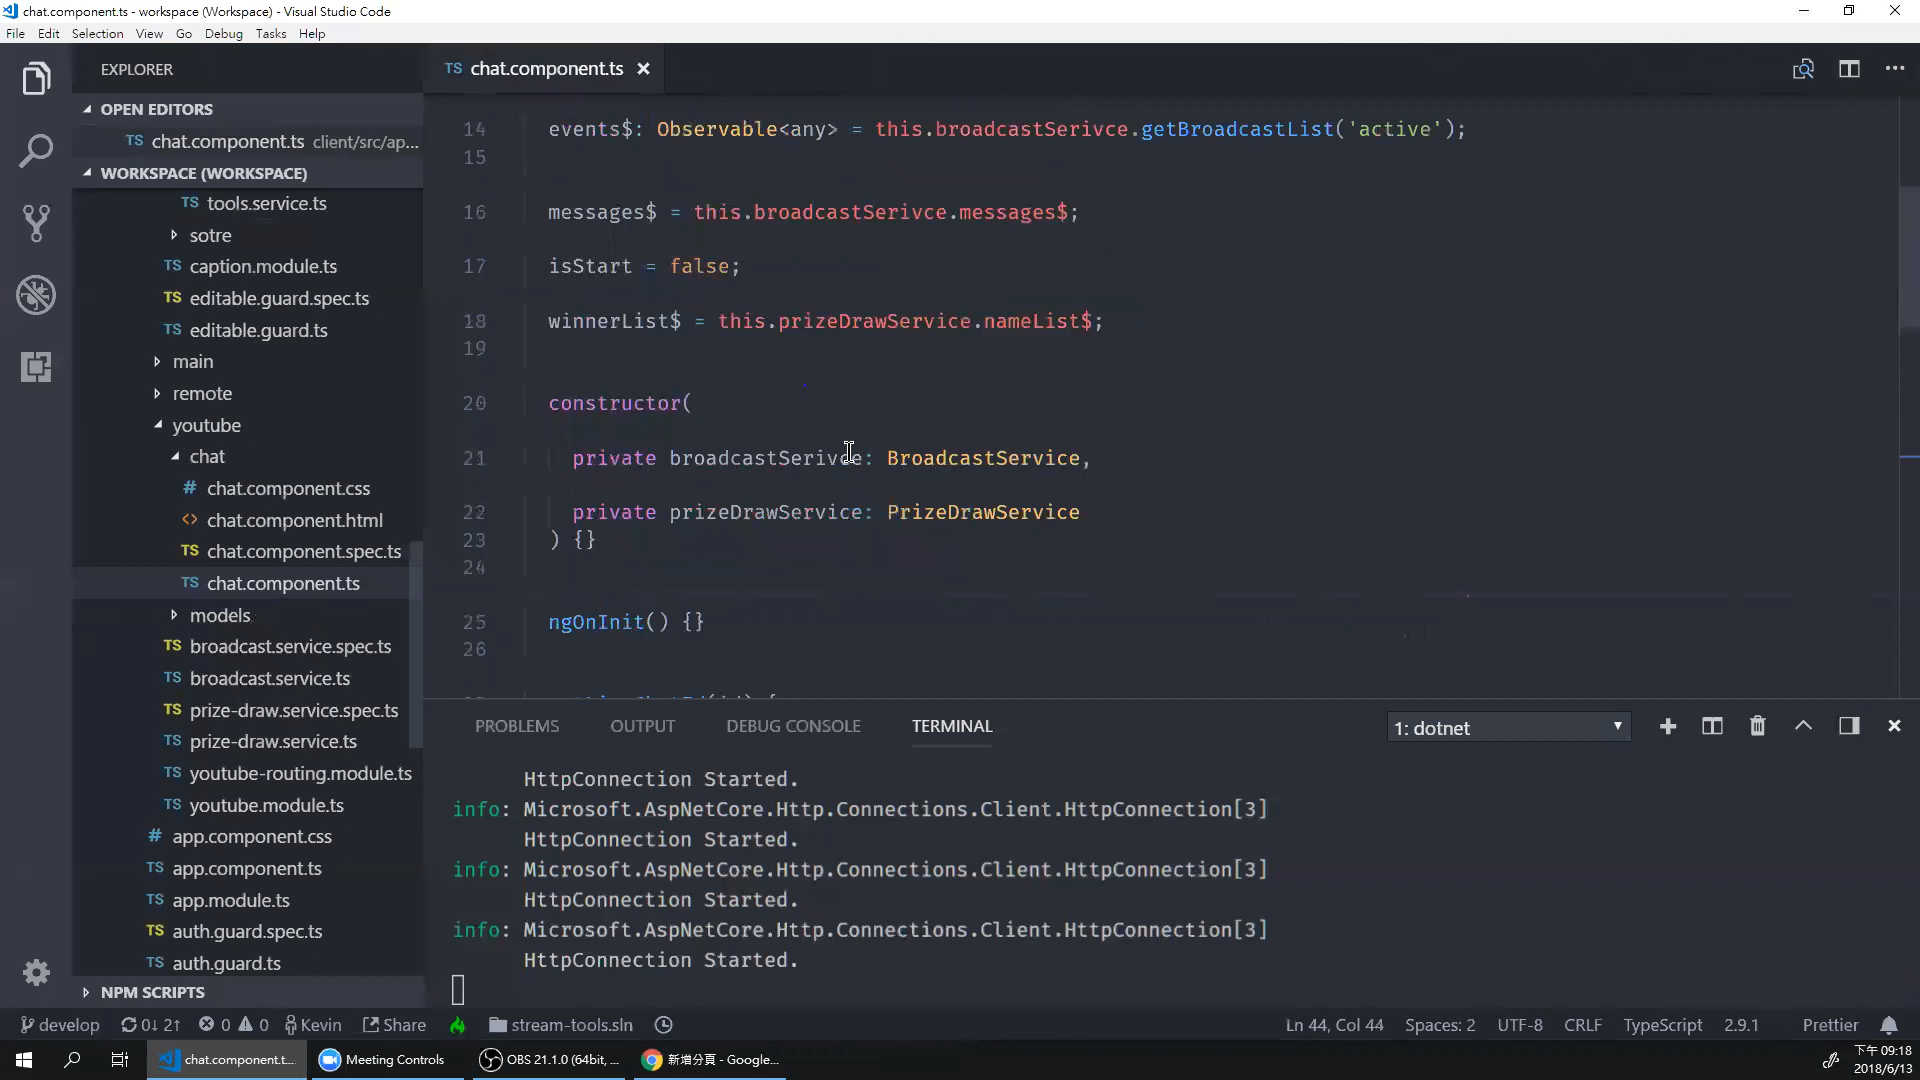 chat.component.ts - workspace (Workspace) - Visual Studio Code
File Edit Selection View Go Debug Tasks Help
EXPLORER
OPEN EDITORS
TS chat.component.ts client/src/ap...
WORKSPACE (WORKSPACE)
TS tools.service.ts
sotre
TS caption.module.ts
TS editable.guard.spec.ts
TS editable.guard.ts
main
remote
youtube
chat
# chat.component.css
<> chat.component.html
TS chat.component.spec.ts
TS chat.component.ts
models
TS broadcast.service.spec.ts
TS broadcast.service.ts
TS prize-draw.service.spec.ts
TS prize-draw.service.ts
TS youtube-routing.module.ts
TS youtube.module.ts
# app.component.css
TS app.component.ts
TS app.module.ts
TS auth.guard.spec.ts
TS auth.guard.ts
NPM SCRIPTS
TS chat.component.ts
14 events$: Observable<any> = this.broadcastSerivce.getBroadcastList('active');
15
16 messages$ = this.broadcastSerivce.messages$;
17 isStart = false;
18 winnerList$ = this.prizeDrawService.nameList$;
19
20 constructor(
21 private broadcastSerivce: BroadcastService,
22 private prizeDrawService: PrizeDrawService
23 ) {}
24
25 ngOnInit() {}
26
PROBLEMS OUTPUT DEBUG CONSOLE TERMINAL 1: dotnet
HttpConnection Started.
info: Microsoft.AspNetCore.Http.Connections.Client.HttpConnection[3]
HttpConnection Started.
info: Microsoft.AspNetCore.Http.Connections.Client.HttpConnection[3]
HttpConnection Started.
info: Microsoft.AspNetCore.Http.Connections.Client.HttpConnection[3]
HttpConnection Started.
develop 0↓ 2↑ 0 0 Kevin Share stream-tools.sln Ln 44, Col 44 Spaces: 2 UTF-8 CRLF TypeScript 2.9.1 Prettier
chat.component.t... Meeting Controls OBS 21.1.0 (64bit, ... 新增分頁 - Google... 下午 09:18
2018/6/13